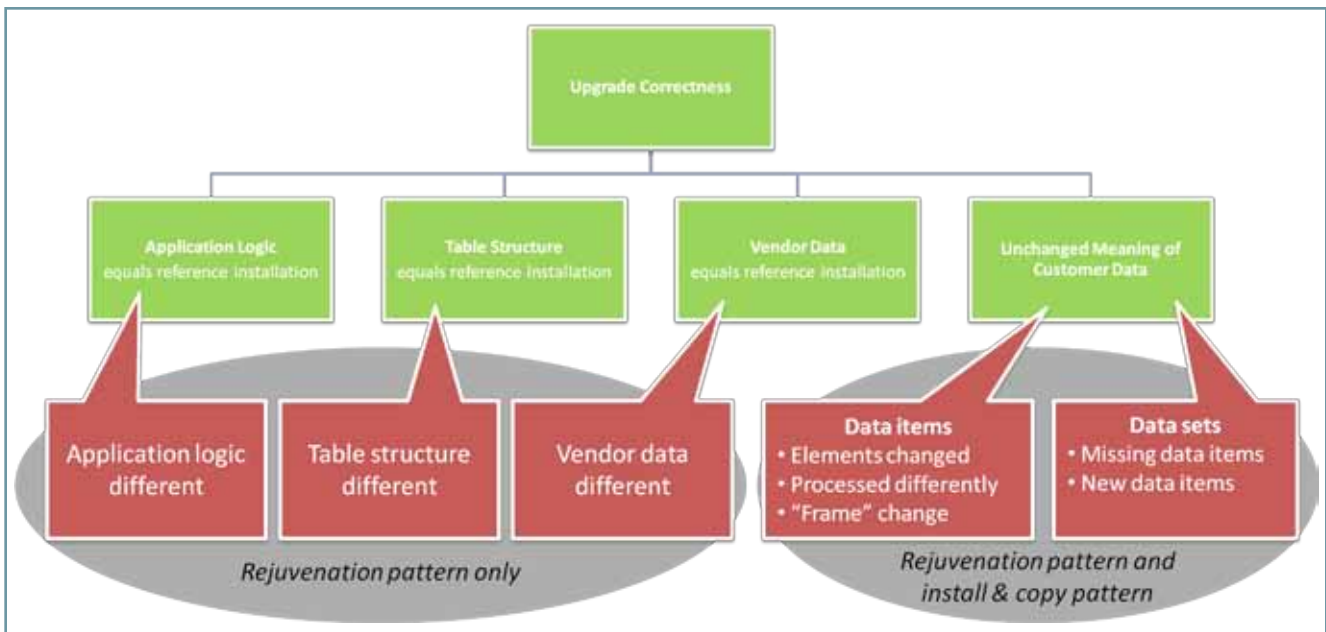 Upgrade Correctness
Application Logic
equals reference installation
Table Structure
equals reference installation
Vendor Data
equals reference installation
Unchanged Meaning of
Customer Data
Application logic
different
Table structure
different
Vendor data
different
Data items
• Elements changed
• Processed differently
• “Frame” change
Data sets
• Missing data items
• New data items
Rejuvenation pattern only
Rejuvenation pattern and
install & copy pattern